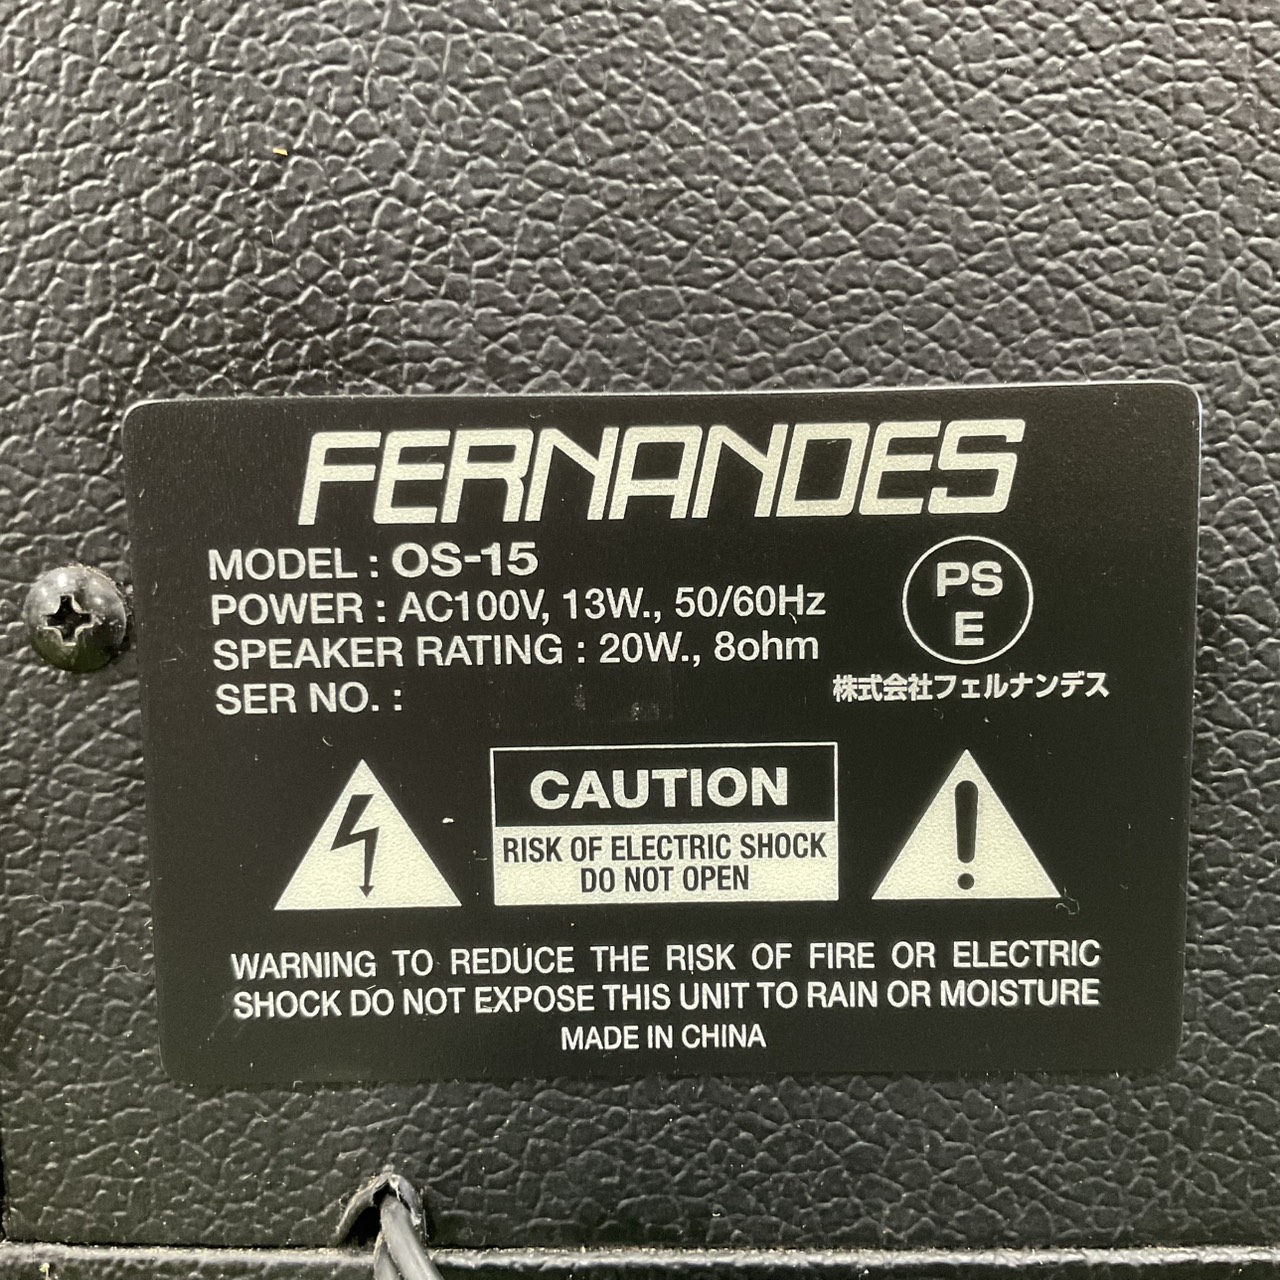 FERNANDES
MODEL : OS-15
POWER : AC100V, 13W., 50/60Hz
SPEAKER RATING : 20W., 8ohm
SER NO. :
PS
E
株式会社フェルナンデス
CAUTION
RISK OF ELECTRIC SHOCK
DO NOT OPEN
WARNING TO REDUCE THE RISK OF FIRE OR ELECTRIC
SHOCK DO NOT EXPOSE THIS UNIT TO RAIN OR MOISTURE
MADE IN CHINA